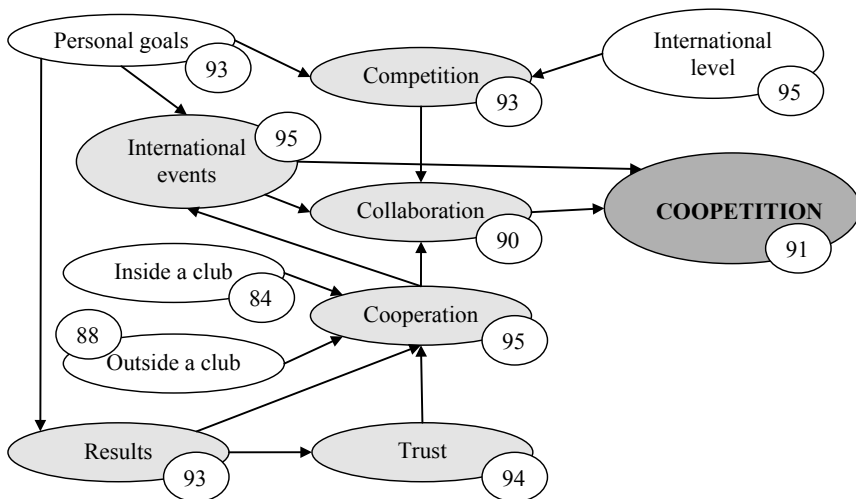 Personal goals
93
Competition
93
International
level
95
International
events
95
Collaboration
90
COOPETITION
91
Inside a club
84
Cooperation
95
88
Outside a club
Results
93
Trust
94